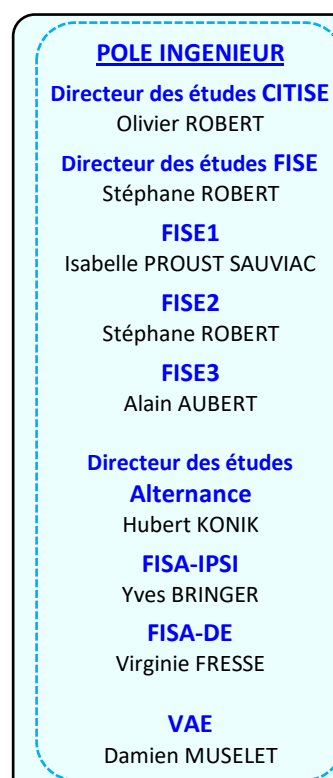 POLE INGENIEUR
Directeur des études CITISE
Olivier ROBERT
Directeur des études FISE
Stéphane ROBERT
FISE1
Isabelle PROUST SAUVIAC
FISE2
Stéphane ROBERT
FISE3
Alain AUBERT
Directeur des études
Alternance
Hubert KONIK
FISA-IPSI
Yves BRINGER
FISA-DE
Virginie FRESSE
VAE
Damien MUSELET